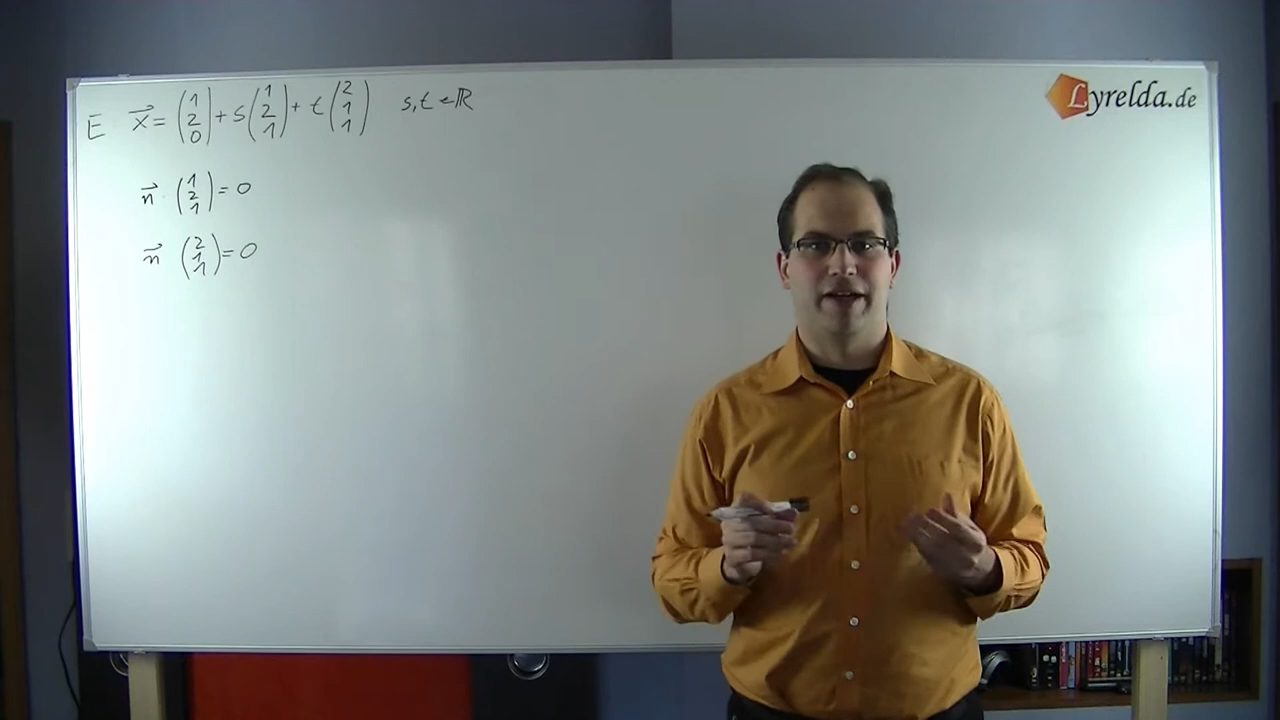 E x⃗ = (1 2 0) + s (1 2 1) + t (2 1 1) s,t ∈ ℝ
n⃗ (1 2 1) = 0
n⃗ (2 1 1) = 0
Lyrelda.de